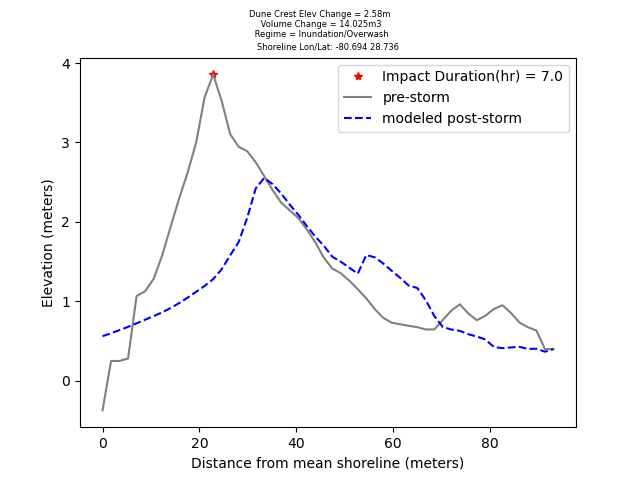 Dune Crest Elev Change = 2.58m
Volume Change = 14.025m3
Regime = Inundation/Overwash
Shoreline Lon/Lat: -80.694 28.736
Impact Duration(hr) = 7.0
pre-storm
modeled post-storm
4
3
2
1
0
Elevation (meters)
0 20 40 60 80
Distance from mean shoreline (meters)